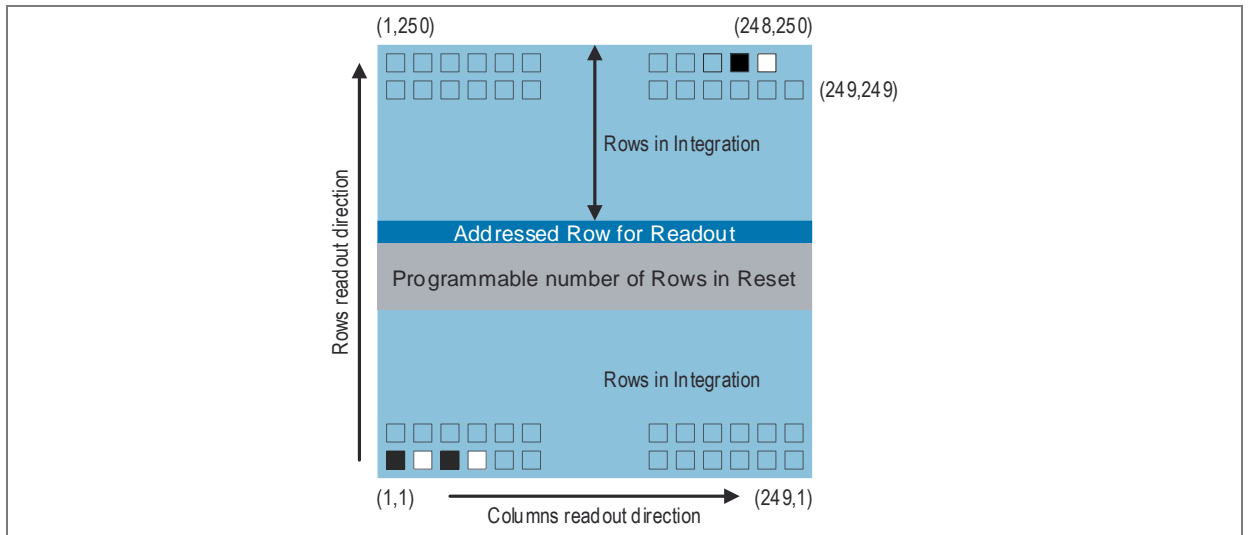 (1,250)
(248,250)
(249,249)
Rows in Integration
Rows readout direction
Addressed Row for Readout
Programmable number of Rows in Reset
Rows in Integration
(1,1)
(249,1)
Columns readout direction